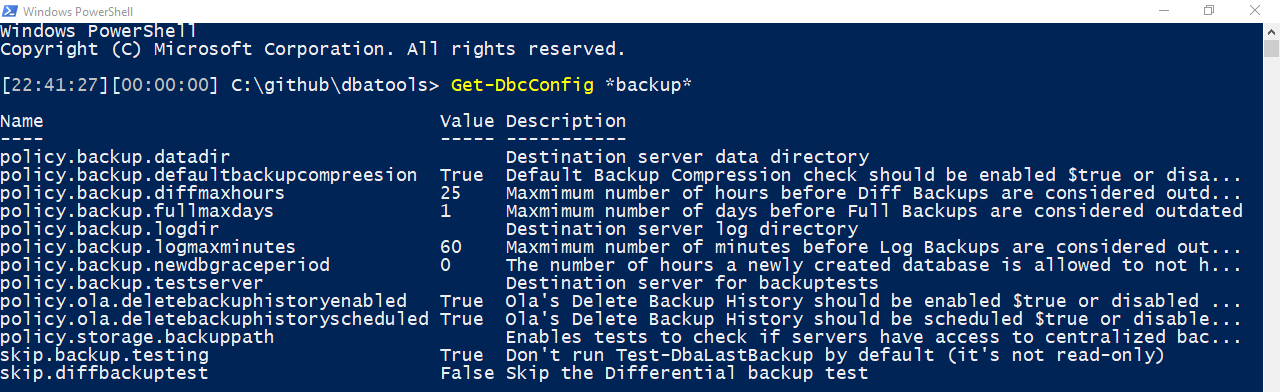 Windows PowerShell
Windows PowerShell
Copyright (C) Microsoft Corporation. All rights reserved.
[22:41:27][00:00:00] C:\github\dbatools> Get-DbcConfig *backup*
Name Value Description
---- ----- -----------
policy.backup.datadir Destination server data directory
policy.backup.defaultbackupcompreesion True Default Backup Compression check should be enabled $true or disa...
policy.backup.diffmaxhours 25 Maxmimum number of hours before Diff Backups are considered outd...
policy.backup.fullmaxdays 1 Maxmimum number of days before Full Backups are considered outdated
policy.backup.logdir Destination server log directory
policy.backup.logmaxminutes 60 Maxmimum number of minutes before Log Backups are considered out...
policy.backup.newdbgraceperiod 0 The number of hours a newly created database is allowed to not h...
policy.backup.testserver Destination server for backuptests
policy.ola.deletebackuphistoryenabled True Ola's Delete Backup History should be enabled $true or disabled ...
policy.ola.deletebackuphistoryscheduled True Ola's Delete Backup History should be scheduled $true or disable...
policy.storage.backuppath Enables tests to check if servers have access to centralized bac...
skip.backup.testing True Don't run Test-DbaLastBackup by default (it's not read-only)
skip.diffbackuptest False Skip the Differential backup test